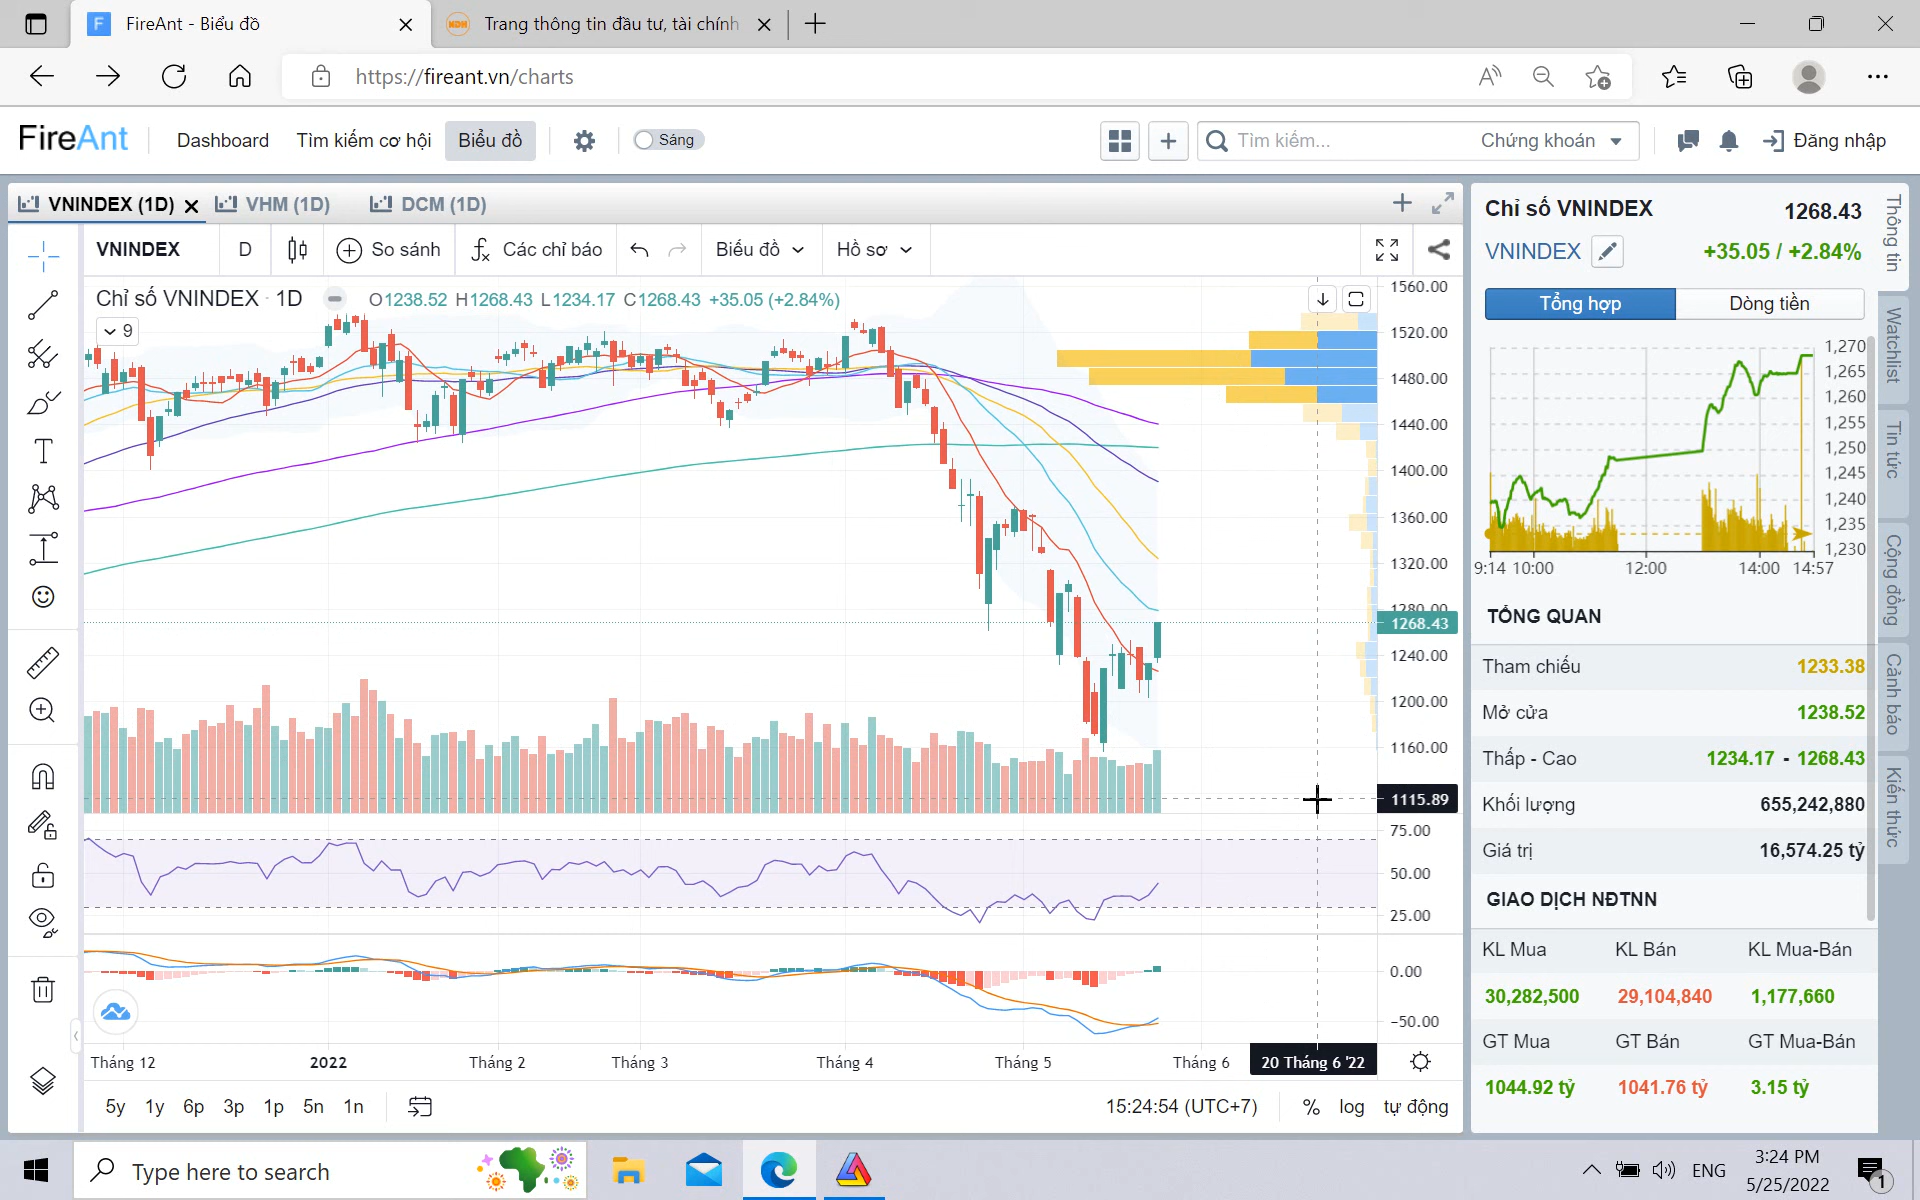 FireAnt - Biểu đồ
Trang thông tin đầu tư, tài chính
https://fireant.vn/charts
FireAnt
Dashboard
Tìm kiếm cơ hội
Biểu đồ
Sáng
Tìm kiếm...
Chứng khoán
Đăng nhập
VNINDEX (1D)
VHM (1D)
DCM (1D)
VNINDEX
D
So sánh
Các chỉ báo
Biểu đồ
Hồ sơ
Chỉ số VNINDEX · 1D
O1238.52 H1268.43 L1234.17 C1268.43 +35.05 (+2.84%)
9
1560.00
1520.00
1480.00
1440.00
1400.00
1360.00
1320.00
1280.00
1268.43
1240.00
1200.00
1160.00
1115.89
75.00
50.00
25.00
0.00
−50.00
Tháng 12
2022
Tháng 2
Tháng 3
Tháng 4
Tháng 5
Tháng 6
20 Tháng 6 '22
5y 1y 6p 3p 1p 5n 1n
15:24:54 (UTC+7)
% log tự động
Chỉ số VNINDEX
1268.43
VNINDEX
+35.05 / +2.84%
Tổng hợp
Dòng tiền
1,270
1,265
1,260
1,255
1,250
1,245
1,240
1,235
1,230
9:14 10:00 12:00 14:00 14:57
TỔNG QUAN
Tham chiếu 1233.38
Mở cửa 1238.52
Thấp - Cao 1234.17 - 1268.43
Khối lượng 655,242,880
Giá trị 16,574.25 tỷ
GIAO DỊCH NĐTNN
KL Mua KL Bán KL Mua-Bán
30,282,500 29,104,840 1,177,660
GT Mua GT Bán GT Mua-Bán
1044.92 tỷ 1041.76 tỷ 3.15 tỷ
Thông tin
Watchlist
Tin tức
Cộng đồng
Cảnh báo
Kiến thức
Type here to search
ENG
3:24 PM
5/25/2022
1